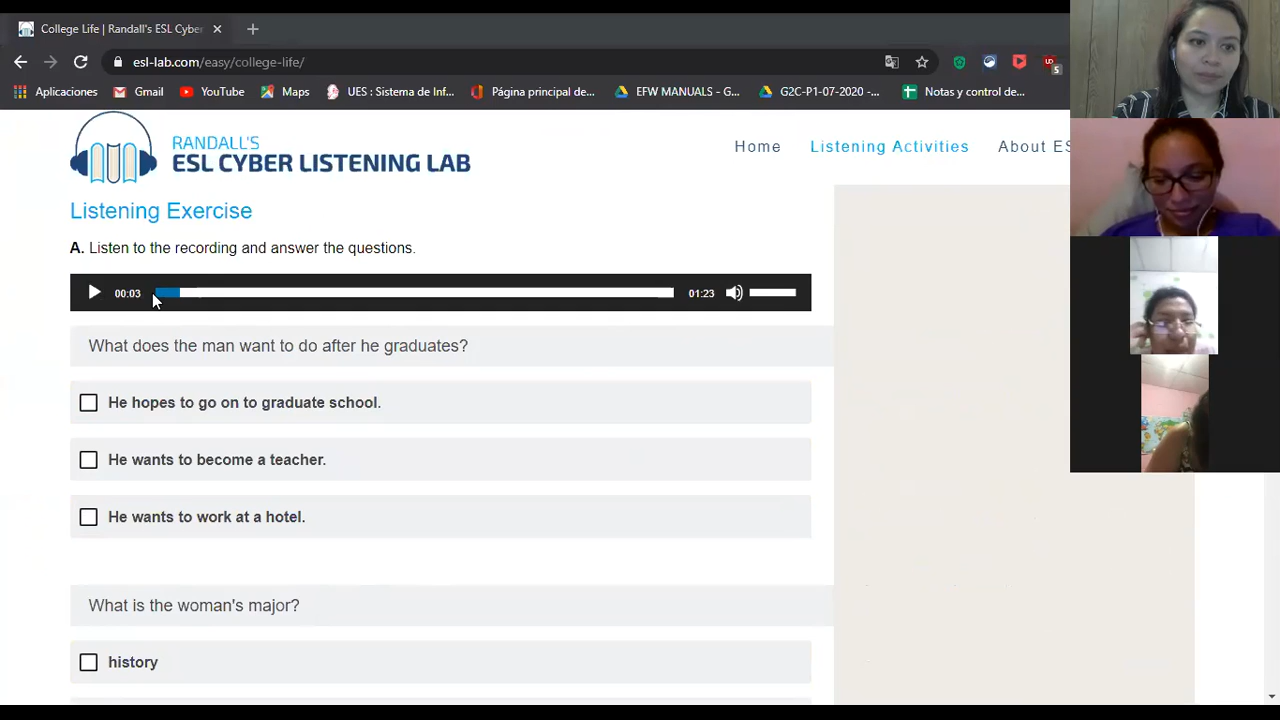 College Life | Randall's ESL Cyber
esl-lab.com/easy/college-life/
Aplicaciones
Gmail
YouTube
Maps
UES : Sistema de Inf...
Página principal de...
EFW MANUALS - G...
G2C-P1-07-2020 -...
Notas y control de...
UD
5
RANDALL'S
ESL CYBER LISTENING LAB
Home
Listening Activities
About ES
Listening Exercise
A. Listen to the recording and answer the questions.
00:03
01:23
What does the man want to do after he graduates?
He hopes to go on to graduate school.
He wants to become a teacher.
He wants to work at a hotel.
What is the woman's major?
history